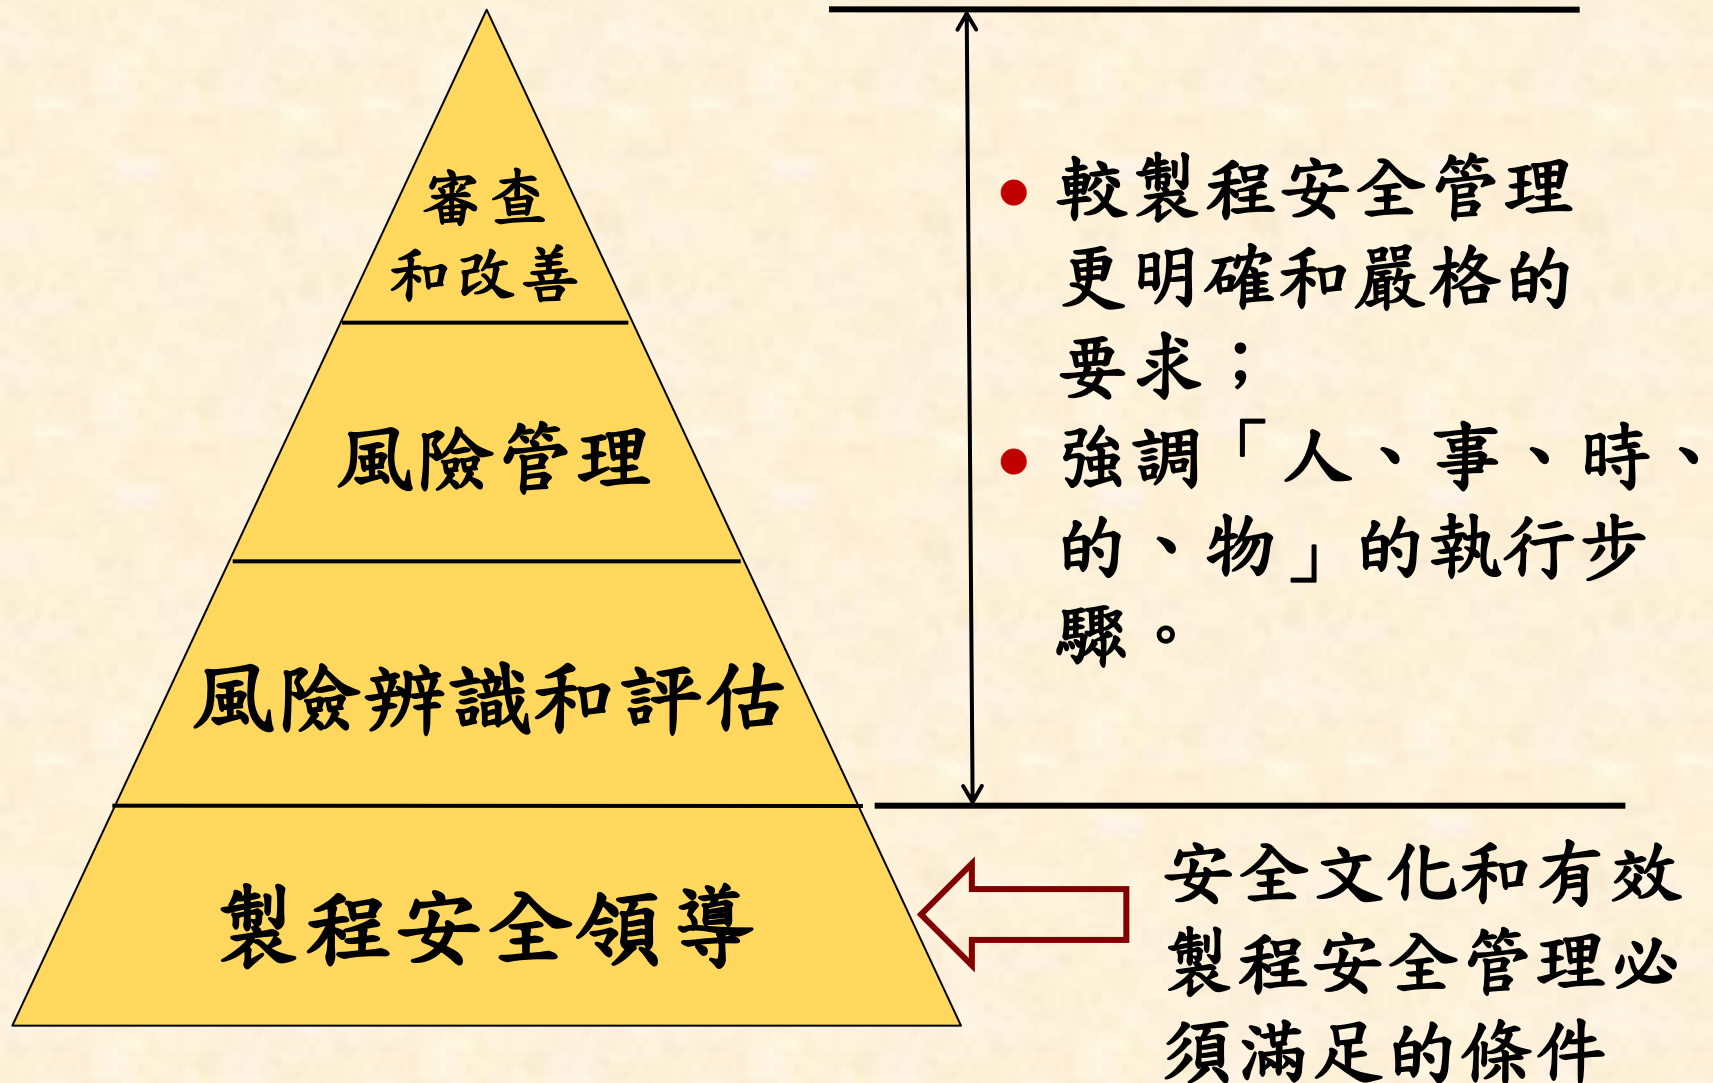 審查
和改善
風險管理
風險辨識和評估
製程安全領導
• 較製程安全管理
更明確和嚴格的
要求；
• 強調「人、事、時、
的、物」的執行步
驟。
安全文化和有效
製程安全管理必
須滿足的條件